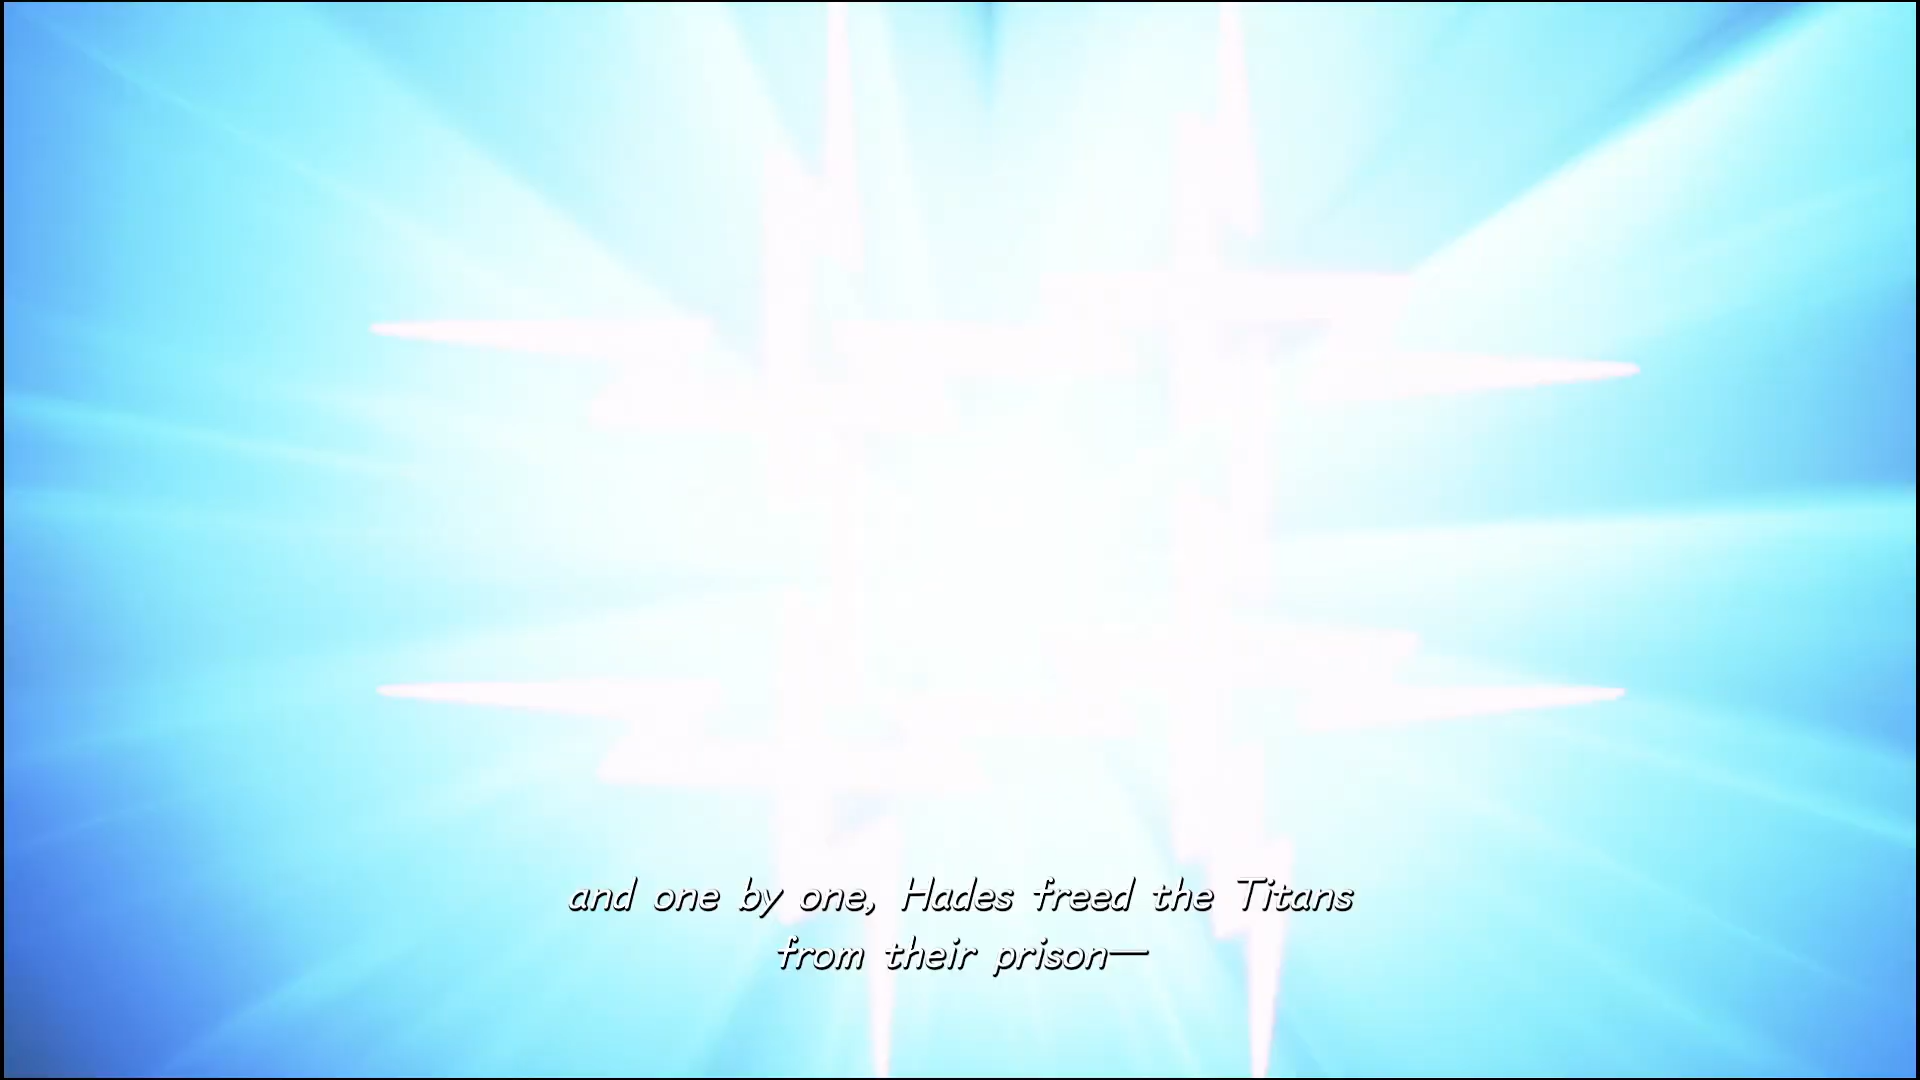 and one by one, Hades freed the Titans
from their prison—